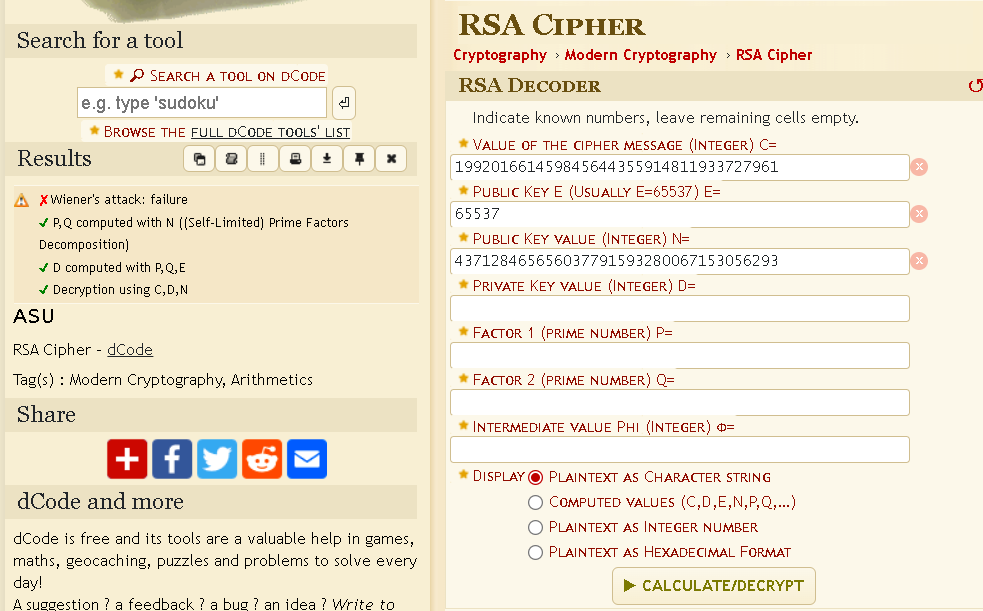 Search for a tool
SEARCH A TOOL ON DCODE
e.g. type 'sudoku'
BROWSE THE FULL DCODE TOOLS' LIST
Results
Wiener's attack: failure
P,Q computed with N ((Self-Limited) Prime Factors
Decomposition)
D computed with P,Q,E
Decryption using C,D,N
ASU
RSA Cipher - dCode
Tag(s) : Modern Cryptography, Arithmetics
Share
dCode and more
dCode is free and its tools are a valuable help in games,
maths, geocaching, puzzles and problems to solve every
day!
A suggestion ? a feedback ? a bug ? an idea ? Write to
RSA CIPHER
Cryptography › Modern Cryptography › RSA Cipher
RSA DECODER
Indicate known numbers, leave remaining cells empty.
VALUE OF THE CIPHER MESSAGE (INTEGER) C=
19920166145984564435591481193372​7961
PUBLIC KEY E (USUALLY E=65537) E=
65537
PUBLIC KEY VALUE (INTEGER) N=
437128465656037791593280067153056293
PRIVATE KEY VALUE (INTEGER) D=
FACTOR 1 (PRIME NUMBER) P=
FACTOR 2 (PRIME NUMBER) Q=
INTERMEDIATE VALUE PHI (INTEGER) Φ=
DISPLAY PLAINTEXT AS CHARACTER STRING
COMPUTED VALUES (C,D,E,N,P,Q,...)
PLAINTEXT AS INTEGER NUMBER
PLAINTEXT AS HEXADECIMAL FORMAT
CALCULATE/DECRYPT